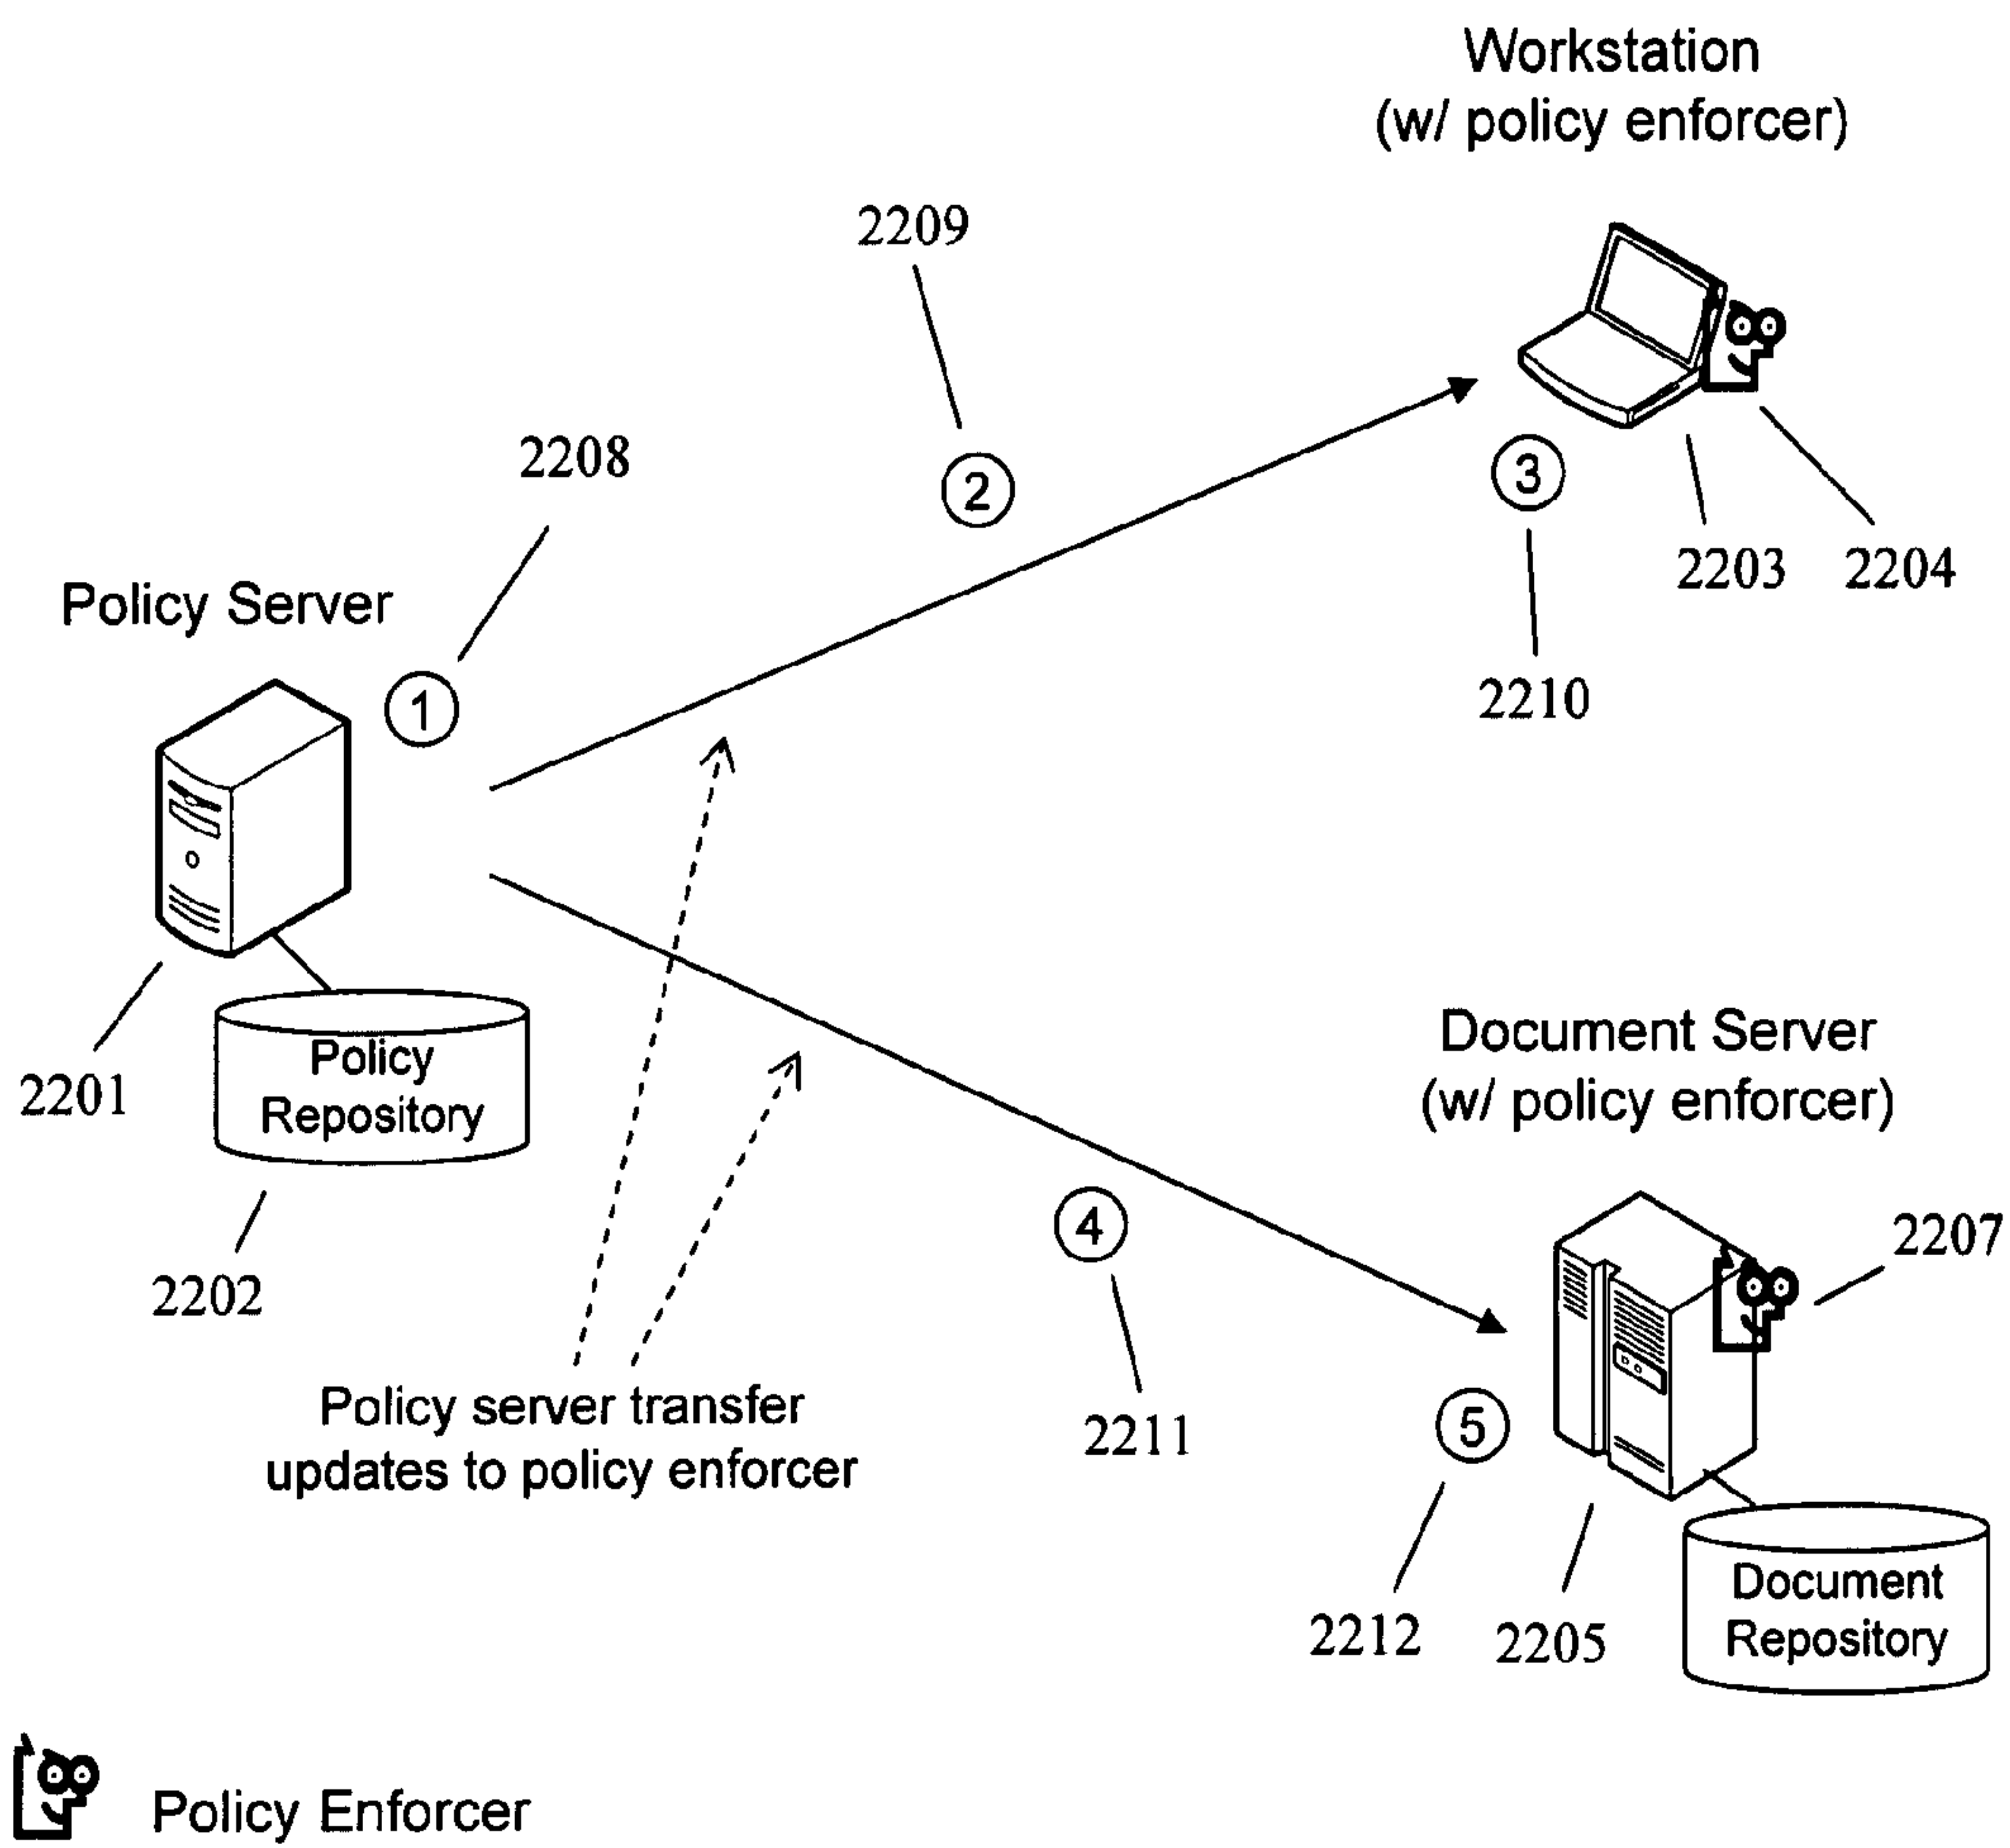 Workstation
(w/ policy enforcer)
2209
2208
2
3
2203
2204
Policy Server
1
2210
Policy
Repository
2201
Document Server
(w/ policy enforcer)
4
2207
2202
Policy server transfer
updates to policy enforcer
2211
5
2212
2205
Document
Repository
Policy Enforcer